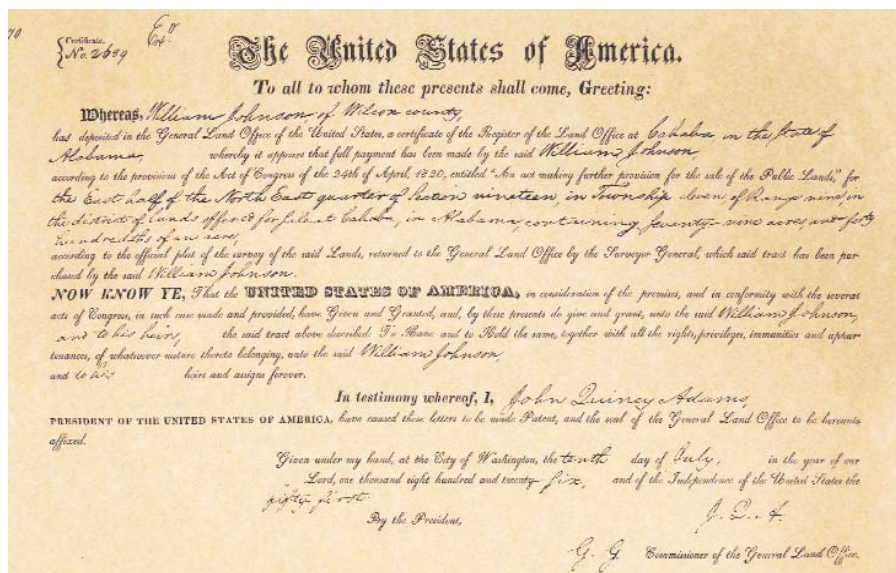 70
Certificate. No. 2689
The United States of America.
To all to whom these presents shall come, Greeting:
Whereas, William Johnson, of Wilcox county,
has deposited in the General Land Office of the United States, a certificate of the Register of the Land Office at Cahaba in the State of
Alabama, whereby it appears that full payment has been made by the said William Johnson,
according to the provisions of the Act of Congress of the 24th of April, 1820, entitled “An act making further provision for the sale of the Public Lands,” for
the East half of the North East quarter of Section nineteen, in Township eleven, of Range nine in
the district of lands offered for sale at Cahaba, in Alabama, containing seventy-nine acres, and forty
hundredths of an acre,
according to the official plat of the survey of the said Lands, returned to the General Land Office by the Surveyor General, which said tract has been pur
chased by the said William Johnson.
NOW KNOW YE, That the UNITED STATES OF AMERICA, in consideration of the premises, and in conformity with the several
acts of Congress, in such case made and provided, have Given and Granted, and, by these presents do give and grant, unto the said William Johnson,
and to his heirs, the said tract above described: To Have and to Hold the same, together with all the rights, privileges, immunities and appur
tenances, of whatsoever nature thereto belonging, unto the said William Johnson,
and to his heirs and assigns forever.
In testimony whereof, I, John Quincy Adams,
PRESIDENT OF THE UNITED STATES OF AMERICA, have caused these letters to be made Patent, and the seal of the General Land Office to be hereunto
affixed.
Given under my hand, at the City of Washington, the tenth day of July, in the year of our
Lord, one thousand eight hundred and twenty six, and of the Independence of the United States the
fifty first
By the President, J. Q. A.
G. G. Commissioner of the General Land Office.